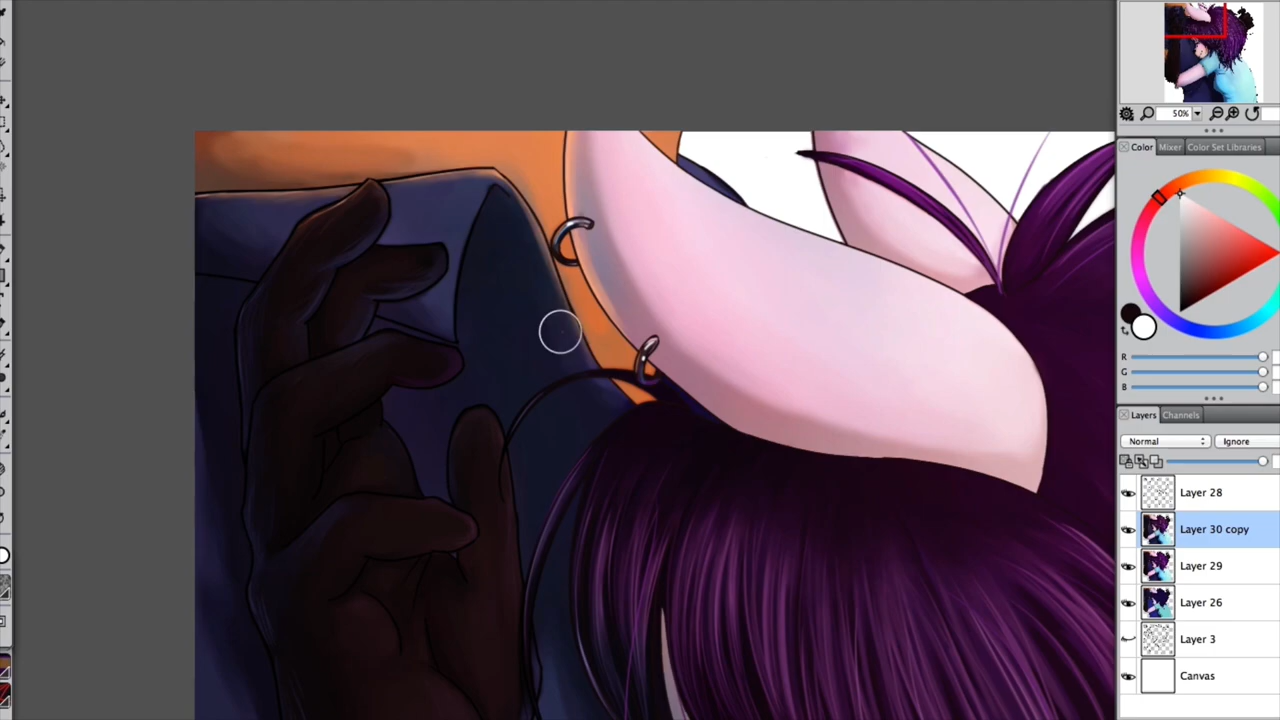 50%
Color Mixer Color Set Libraries
R
G
B
Layers Channels
Normal Ignore
Layer 28
Layer 30 copy
Layer 29
Layer 26
Layer 3
Canvas